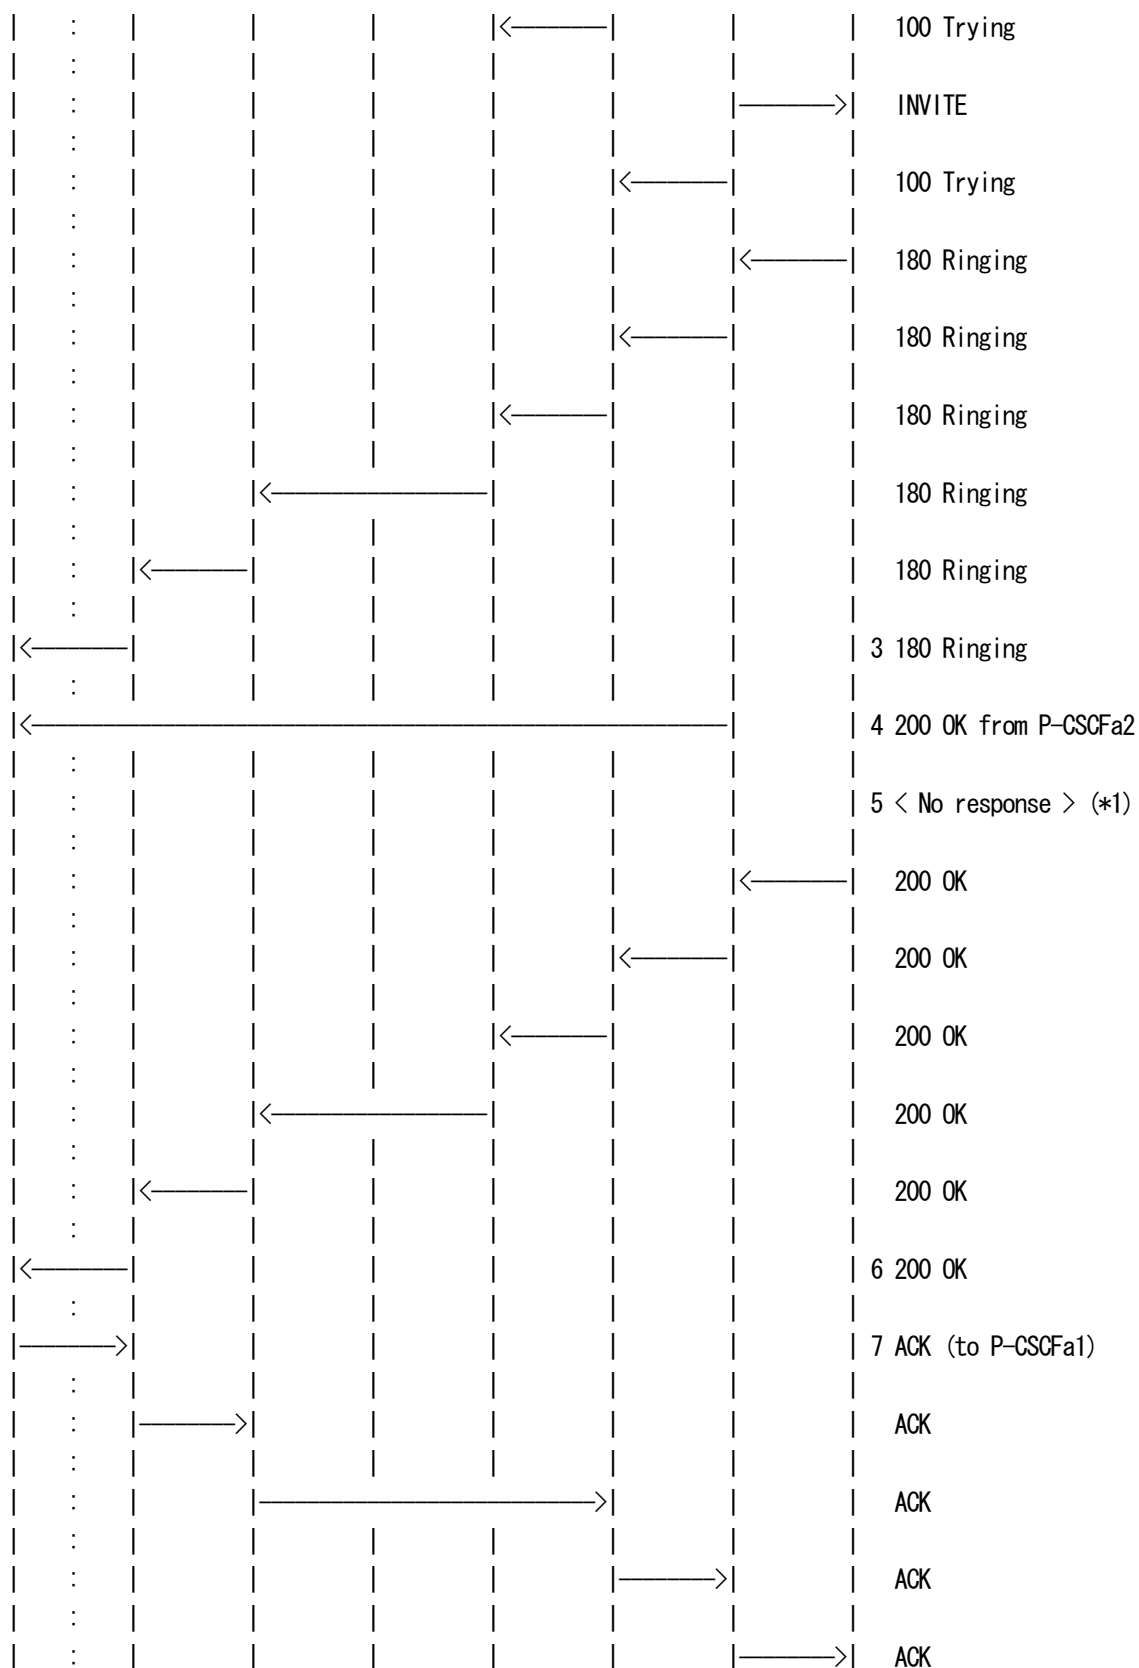 100 Trying
INVITE
100 Trying
180 Ringing
180 Ringing
180 Ringing
180 Ringing
180 Ringing
3 180 Ringing
4 200 OK from P-CSCFa2
5 < No response > (*1)
200 OK
200 OK
200 OK
200 OK
200 OK
6 200 OK
7 ACK (to P-CSCFa1)
ACK
ACK
ACK
ACK